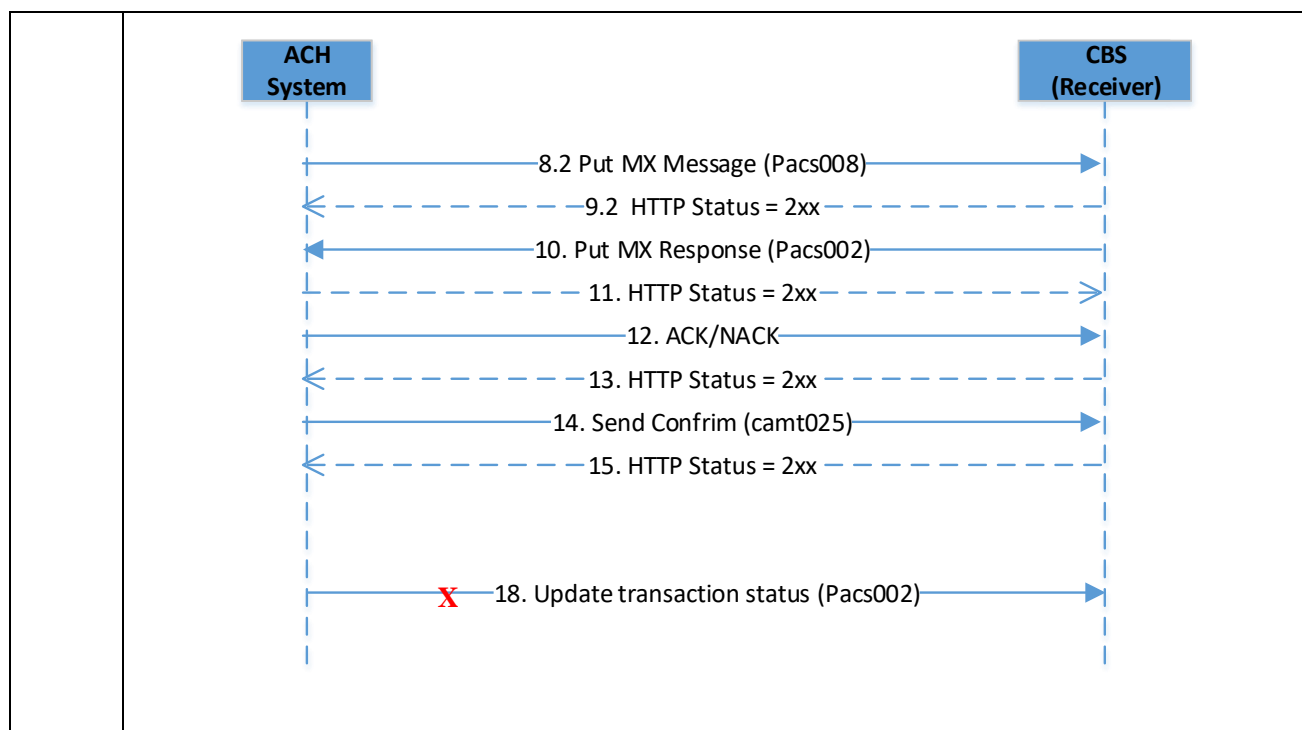 ACH
System
CBS
(Receiver)
8.2 Put MX Message (Pacs008)
9.2 HTTP Status = 2xx
10. Put MX Response (Pacs002)
11. HTTP Status = 2xx
12. ACK/NACK
13. HTTP Status = 2xx
14. Send Confrim (camt025)
15. HTTP Status = 2xx
X
18. Update transaction status (Pacs002)